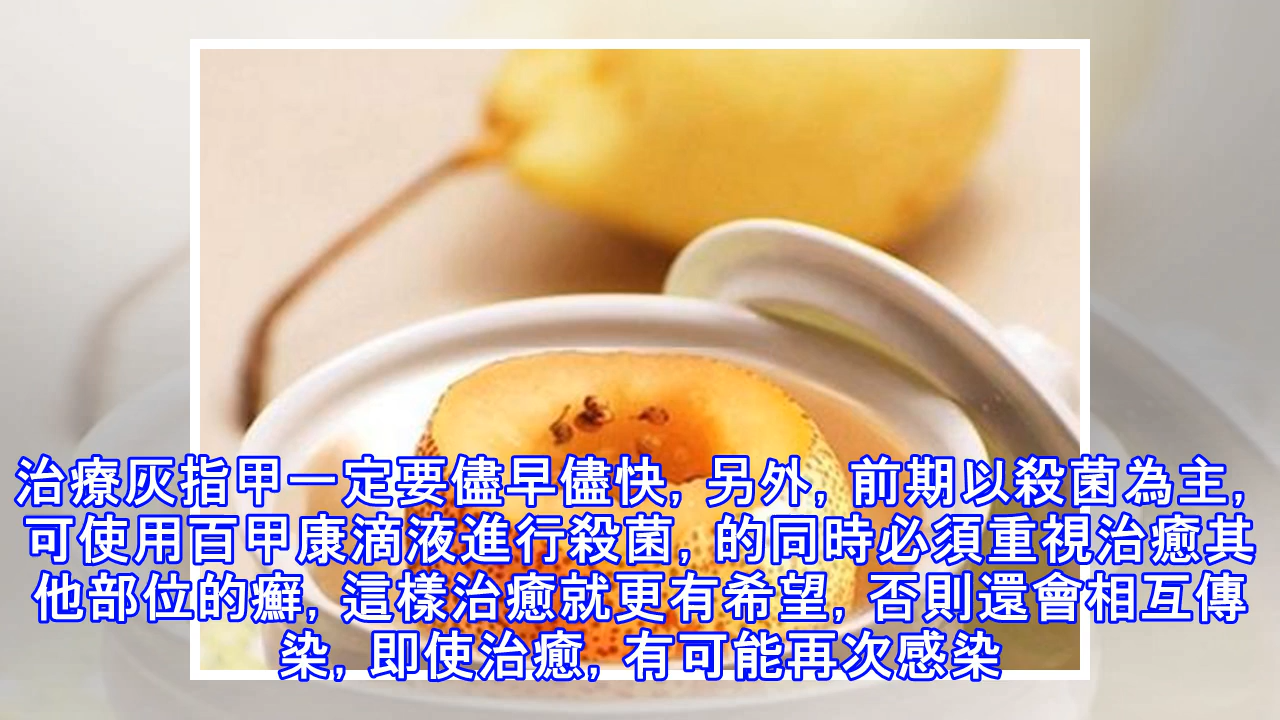 治療灰指甲一定要儘早儘快, 另外, 前期以殺菌為主,
可使用百甲康滴液進行殺菌, 的同時必須重視治癒其
他部位的癬, 這樣治癒就更有希望, 否則還會相互傳
染, 即使治癒, 有可能再次感染